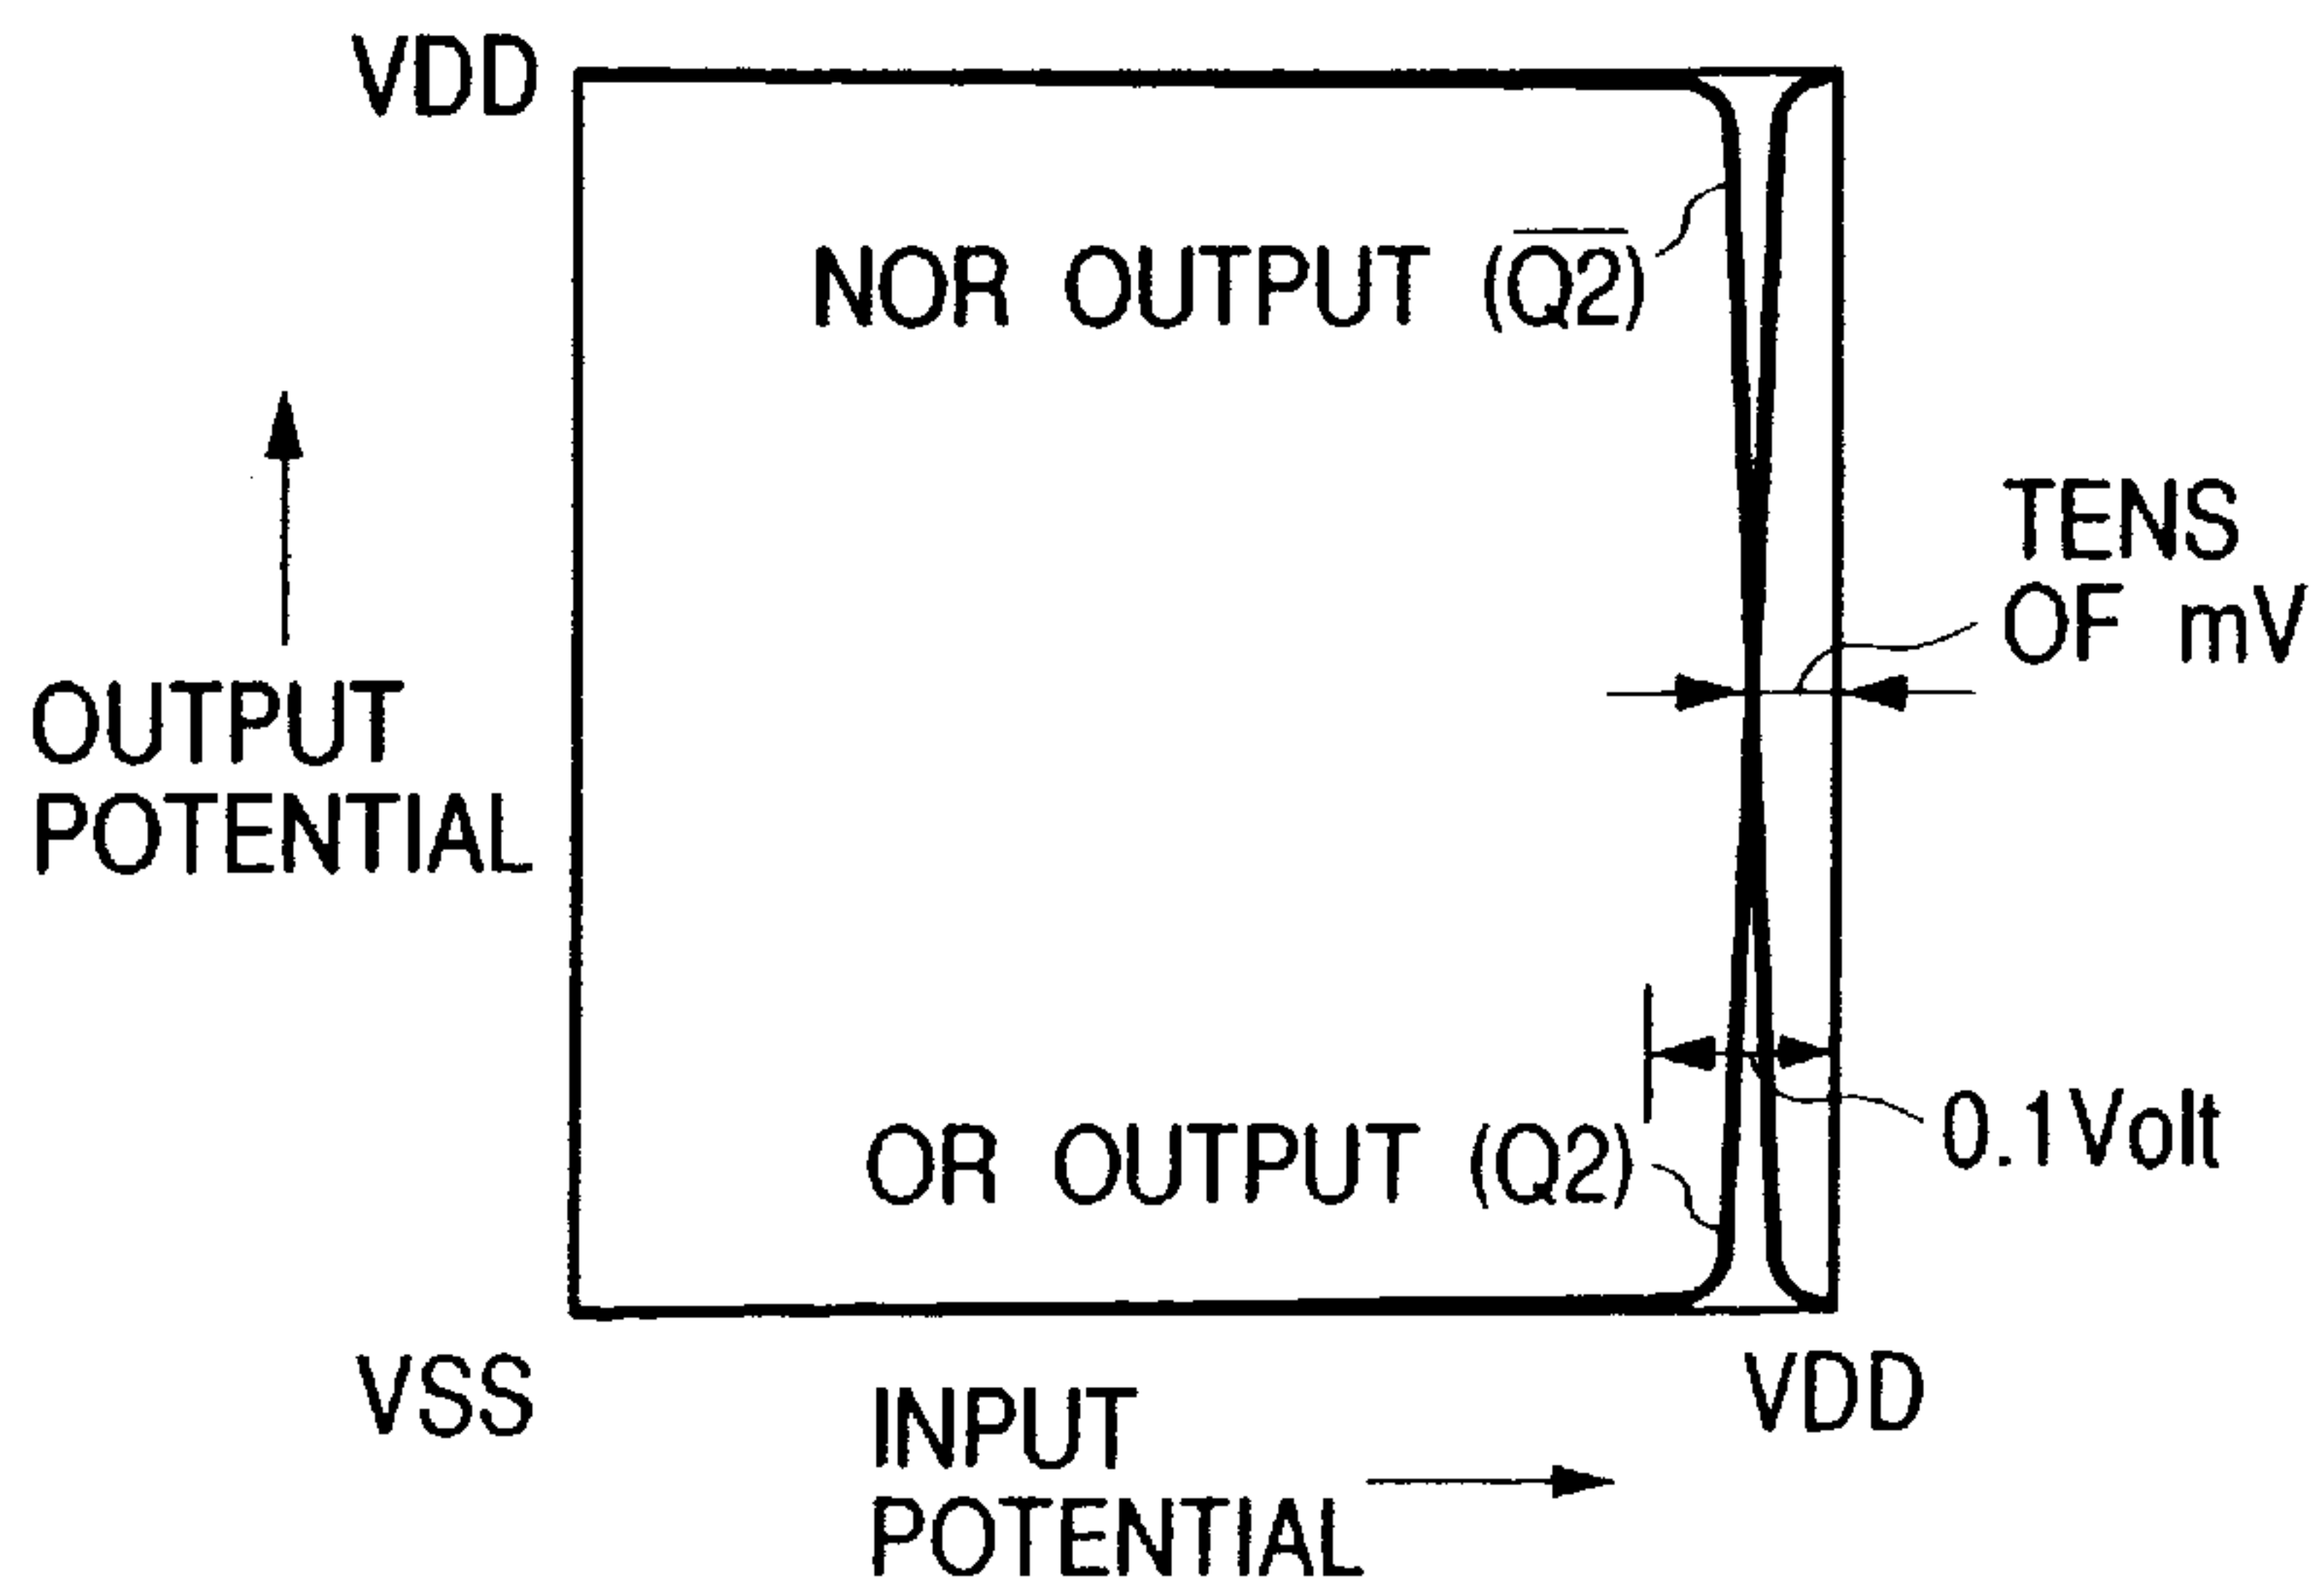 VDD
NOR OUTPUT (Q2̅)
TENS
OF mV
OUTPUT
POTENTIAL
OR OUTPUT (Q2)
0.1Volt
VSS
VDD
INPUT
POTENTIAL